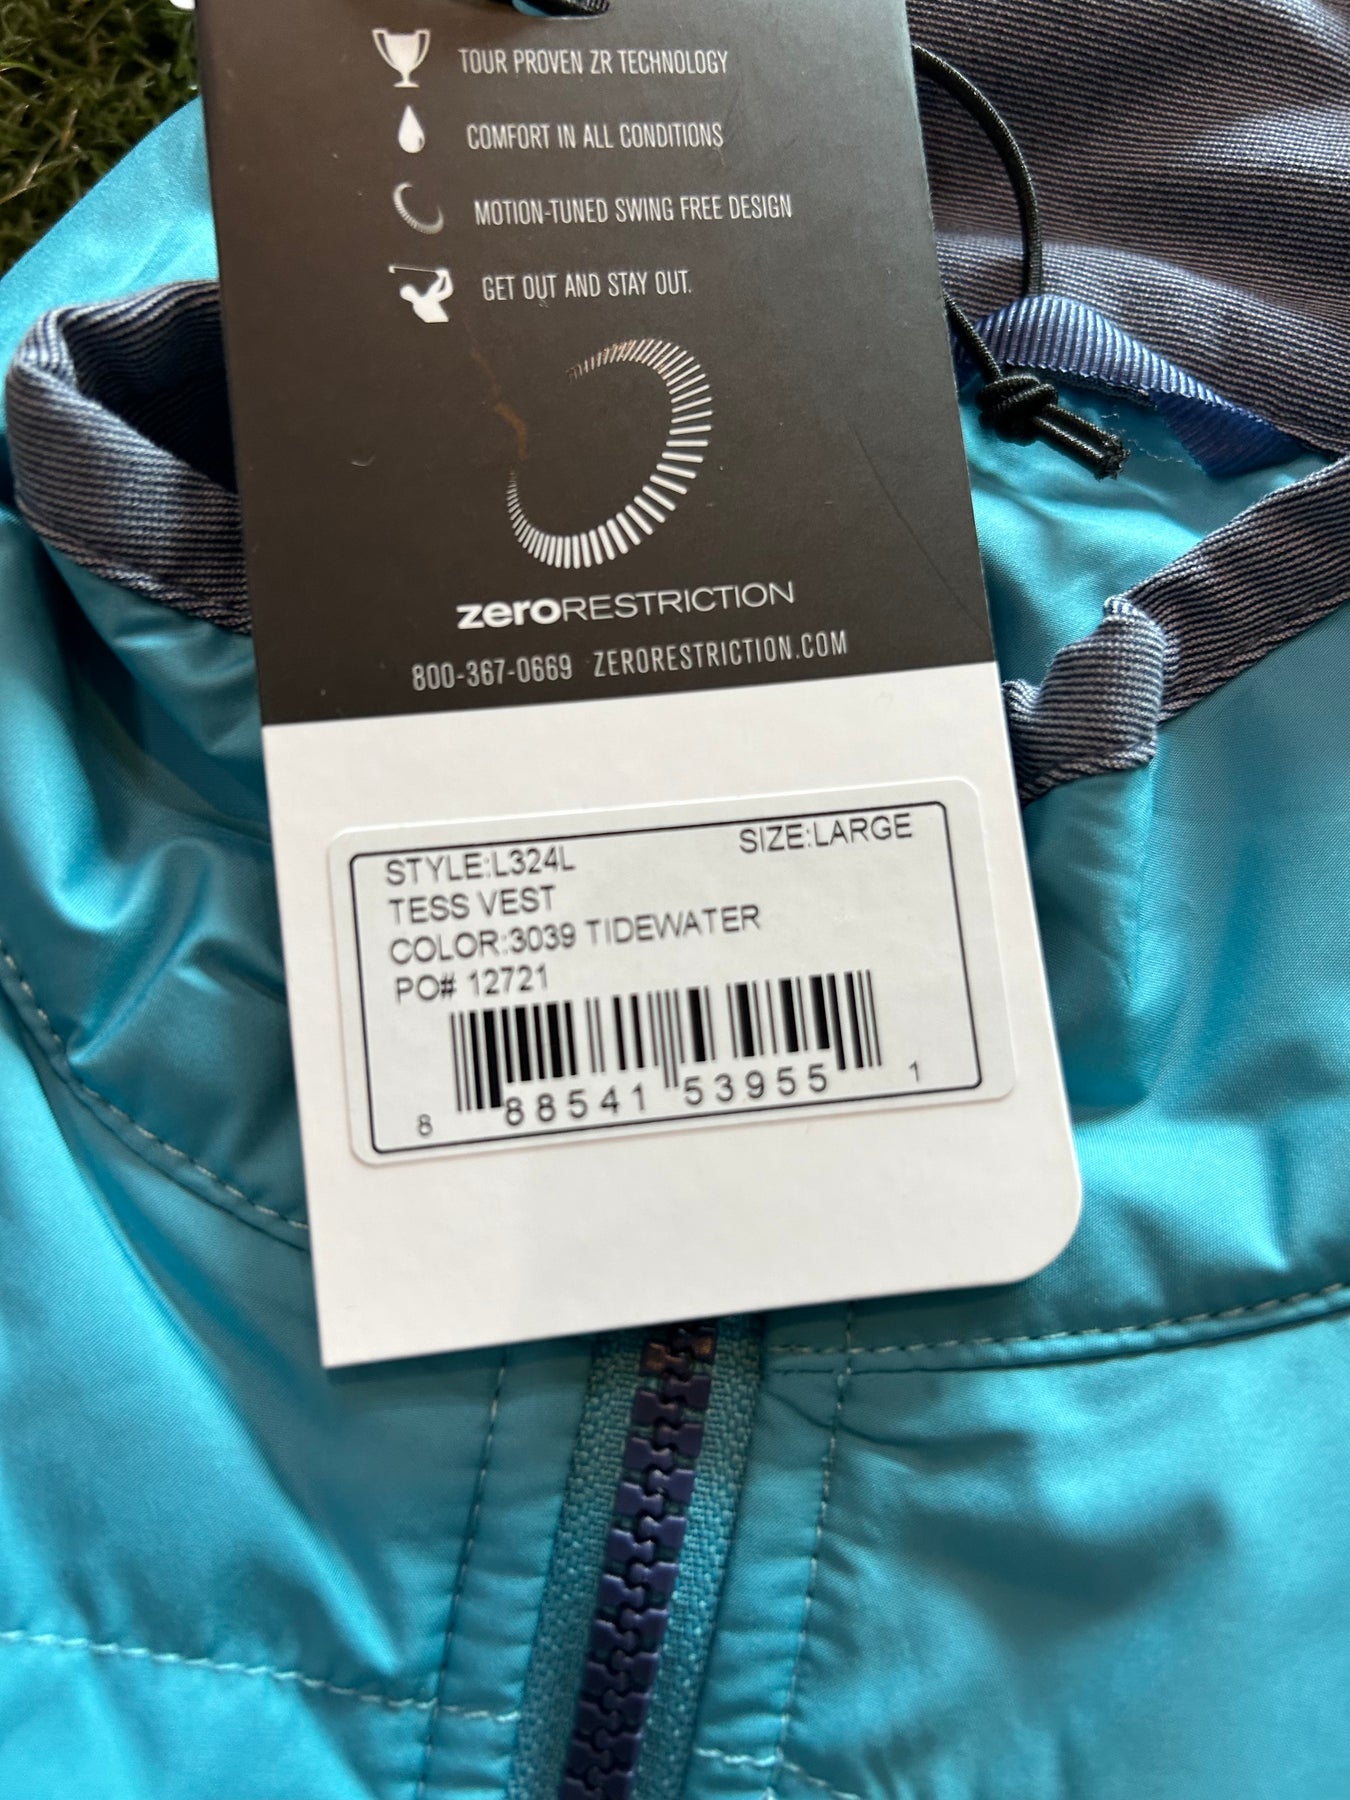 TOUR PROVEN ZR TECHNOLOGY
COMFORT IN ALL CONDITIONS
MOTION-TUNED SWING FREE DESIGN
GET OUT AND STAY OUT.
zeroRESTRICTION
800-367-0669 ZERORESTRICTION.COM
STYLE:L324L SIZE:LARGE
TESS VEST
COLOR:3039 TIDEWATER
PO# 12721
8 88541 53955 1